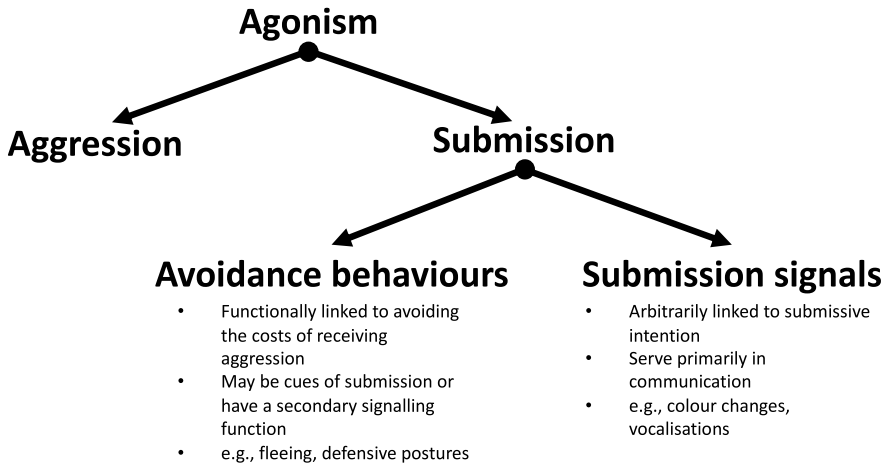 Agonism
Aggression
Submission
Avoidance behaviours
• Functionally linked to avoiding
the costs of receiving
aggression
• May be cues of submission or
have a secondary signalling
function
• e.g., fleeing, defensive postures
Submission signals
• Arbitrarily linked to submissive
intention
• Serve primarily in
communication
• e.g., colour changes,
vocalisations